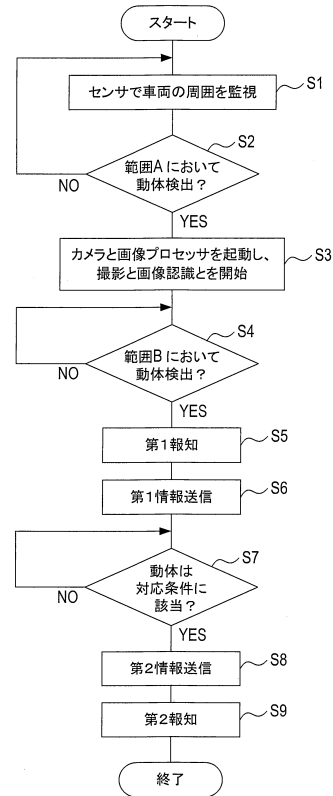 スタート
センサで車両の周囲を監視
S1
範囲Aにおいて
動体検出？
S2
NO
YES
カメラと画像プロセッサを起動し、
撮影と画像認識とを開始
S3
範囲Bにおいて
動体検出？
S4
NO
YES
第1報知
S5
第1情報送信
S6
動体は
対応条件に
該当？
S7
NO
YES
第2情報送信
S8
第2報知
S9
終了